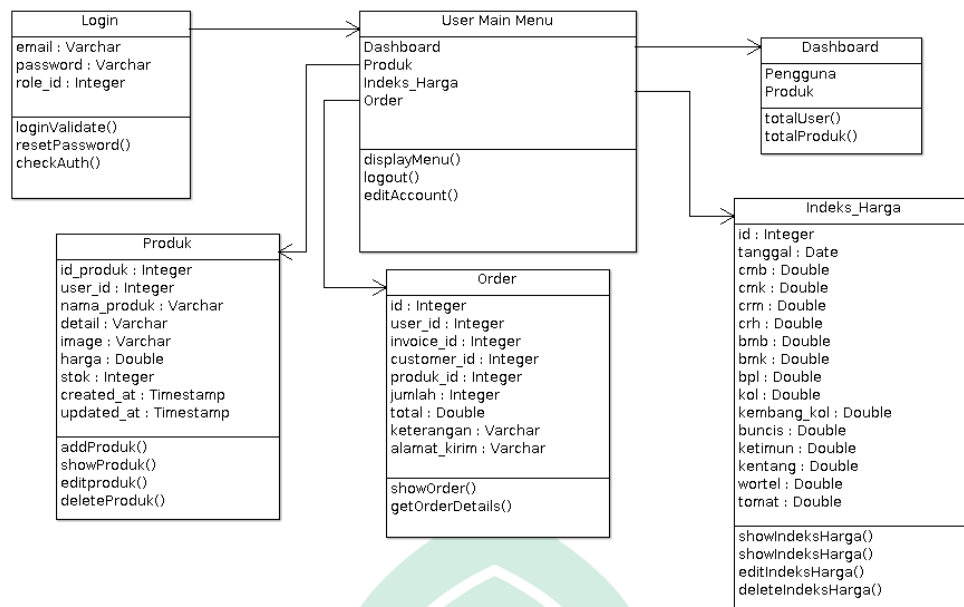 Login
email : Varchar
password : Varchar
role_id : Integer
loginValidate()
resetPassword()
checkAuth()
User Main Menu
Dashboard
Produk
Indeks_Harga
Order
displayMenu()
logout()
editAccount()
Dashboard
Pengguna
Produk
totalUser()
totalProduk()
Produk
id_produk : Integer
user_id : Integer
nama_produk : Varchar
detail : Varchar
image : Varchar
harga : Double
stok : Integer
created_at : Timestamp
updated_at : Timestamp
addProduk()
showProduk()
editproduk()
deleteProduk()
Order
id : Integer
user_id : Integer
invoice_id : Integer
customer_id : Integer
produk_id : Integer
jumlah : Integer
total : Double
keterangan : Varchar
alamat_kirim : Varchar
showOrder()
getOrderDetails()
Indeks_Harga
id : Integer
tanggal : Date
cmb : Double
cmk : Double
crm : Double
crh : Double
bmb : Double
bmk : Double
bpl : Double
kol : Double
kembang_kol : Double
buncis : Double
ketimun : Double
kentang : Double
wortel : Double
tomat : Double
showIndeksHarga()
showIndeksHarga()
editIndeksHarga()
deleteIndeksHarga()